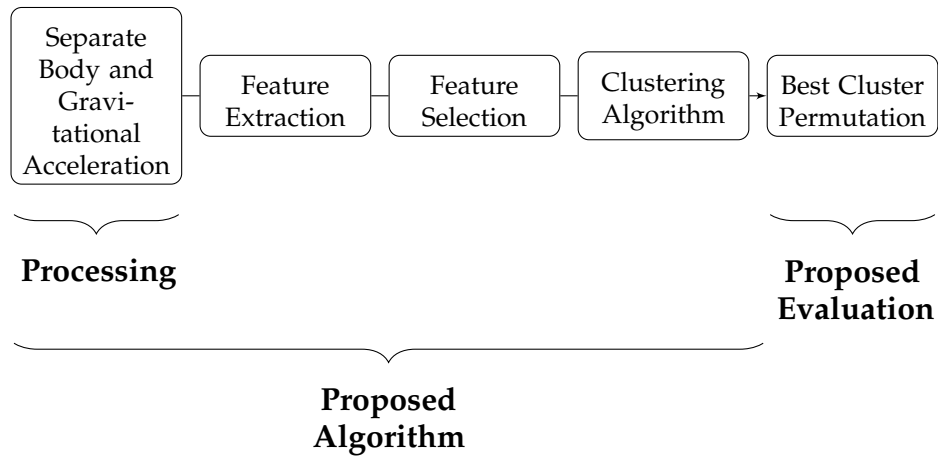 Separate
Body and
Gravi-
tational
Acceleration
Feature
Extraction
Feature
Selection
Clustering
Algorithm
Best Cluster
Permutation
Processing
Proposed
Evaluation
Proposed
Algorithm